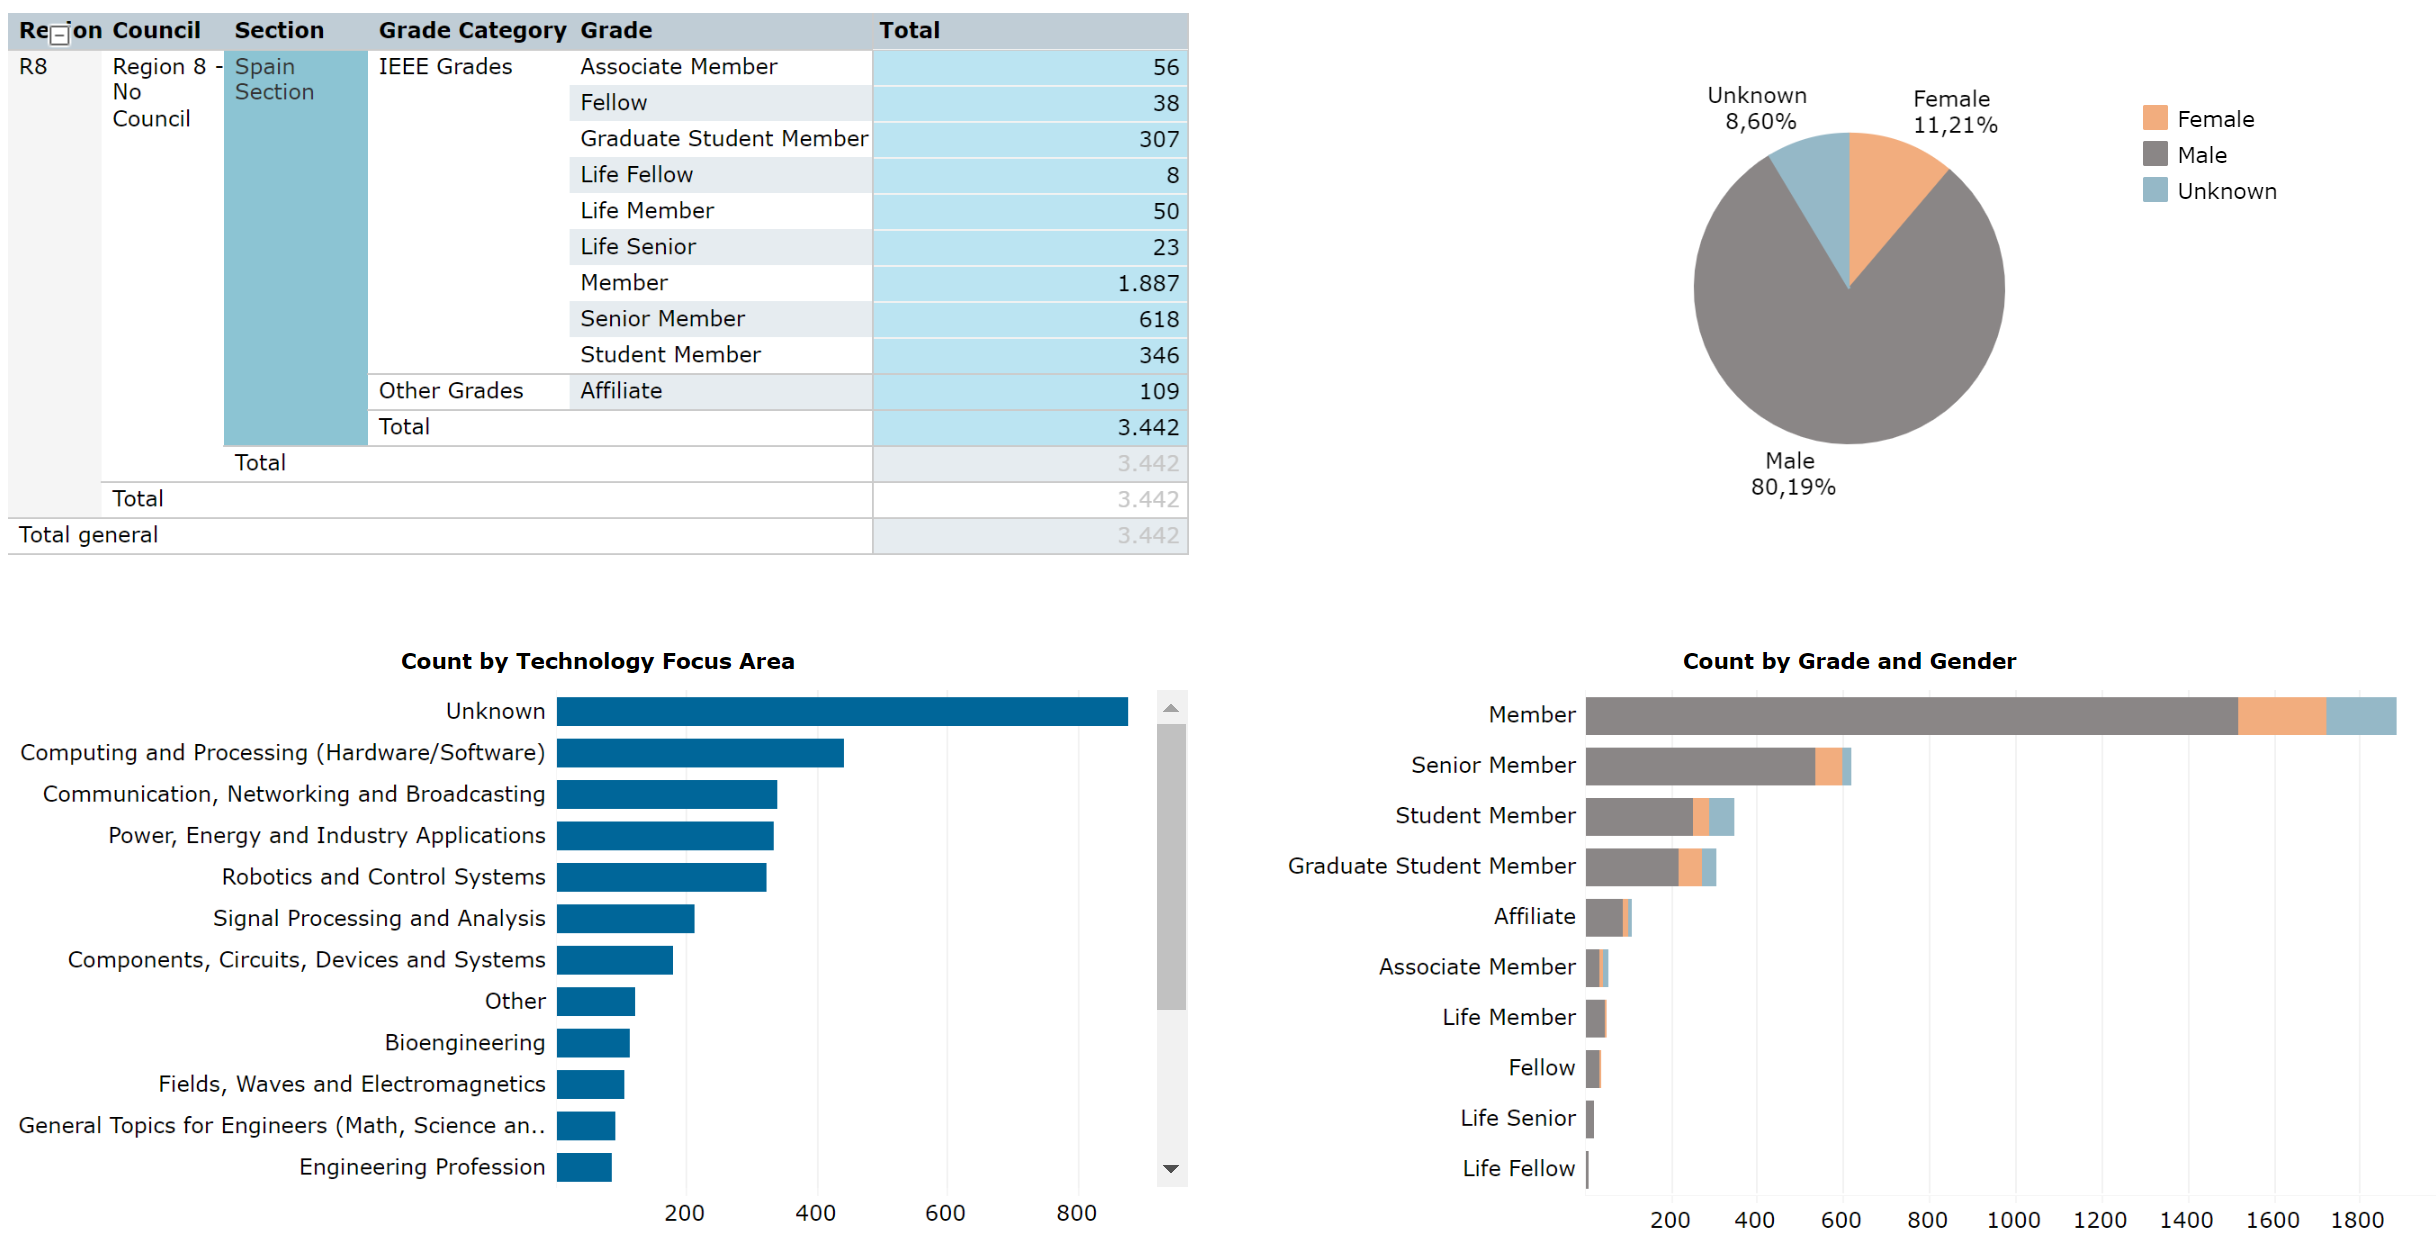 Region Council Section Grade Category Grade Total
R8 Region 8 - Spain IEEE Grades Associate Member 56
No Section
Council
Fellow 38
Graduate Student Member 307
Life Fellow 8
Life Member 50
Life Senior 23
Member 1.887
Senior Member 618
Student Member 346
Other Grades Affiliate 109
Total 3.442
Total 3.442
Total 3.442
Total general 3.442
Unknown
8,60%
Female
11,21%
Male
80,19%
Female
Male
Unknown
Count by Technology Focus Area
Unknown
Computing and Processing (Hardware/Software)
Communication, Networking and Broadcasting
Power, Energy and Industry Applications
Robotics and Control Systems
Signal Processing and Analysis
Components, Circuits, Devices and Systems
Other
Bioengineering
Fields, Waves and Electromagnetics
General Topics for Engineers (Math, Science an..
Engineering Profession
200 400 600 800
Count by Grade and Gender
Member
Senior Member
Student Member
Graduate Student Member
Affiliate
Associate Member
Life Member
Fellow
Life Senior
Life Fellow
200 400 600 800 1000 1200 1400 1600 1800